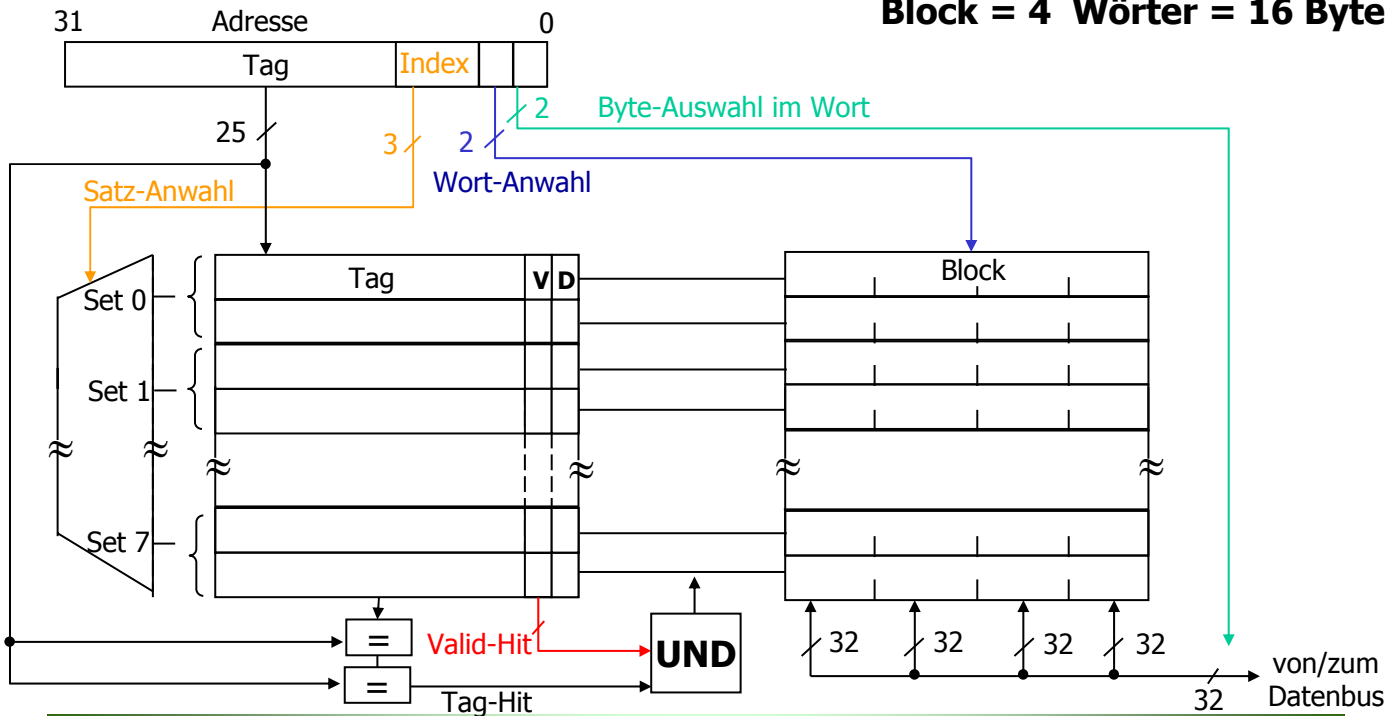 Block = 4 Wörter = 16 Byte
31 Adresse 0
Tag Index
25 3 2 2 Byte-Auswahl im Wort
Satz-Anwahl Wort-Anwahl
Tag V D Block
Set 0
Set 1
≈ ≈ ≈ ≈ ≈ ≈
Set 7
= Valid-Hit UND 32 32 32 32
= Tag-Hit 32 von/zum
Datenbus